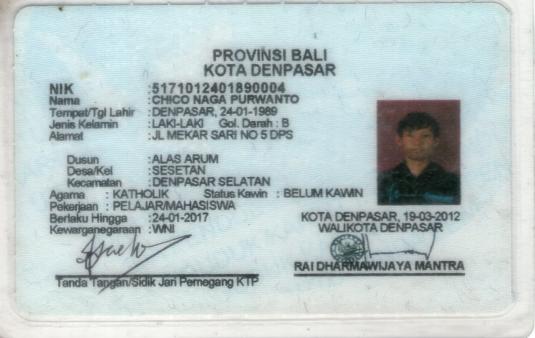 PROVINSI BALI
KOTA DENPASAR
NIK :5171012401890004
Nama :CHICO NAGA PURWANTO
Tempat/Tgl Lahir :DENPASAR, 24-01-1989
Jenis Kelamin :LAKI-LAKI Gol. Darah : B
Alamat :JL MEKAR SARI NO 5 DPS
Dusun :ALAS ARUM
Desa/Kel :SESETAN
Kecamatan :DENPASAR SELATAN
Agama : KATHOLIK Status Kawin : BELUM KAWIN
Pekerjaan : PELAJAR/MAHASISWA
Berlaku Hingga :24-01-2017
Kewarganegaraan :WNI
KOTA DENPASAR, 19-03-2012
WALIKOTA DENPASAR
RAI DHARMAWIJAYA MANTRA
Tanda Tangan/Sidik Jari Pemegang KTP